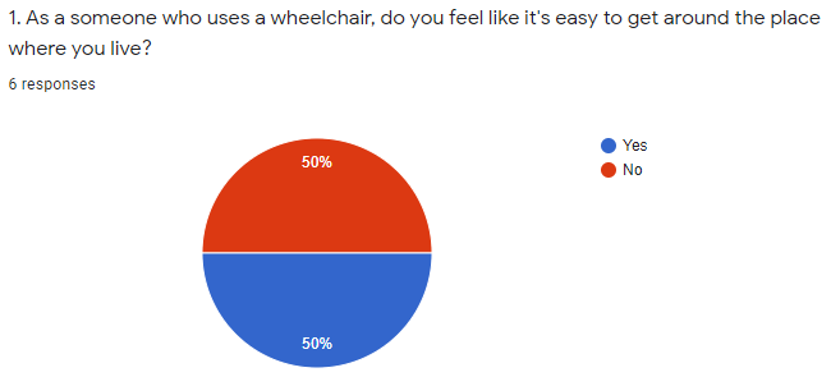 1. As a someone who uses a wheelchair, do you feel like it's easy to get around the place
where you live?
6 responses
50%
Yes
No
50%